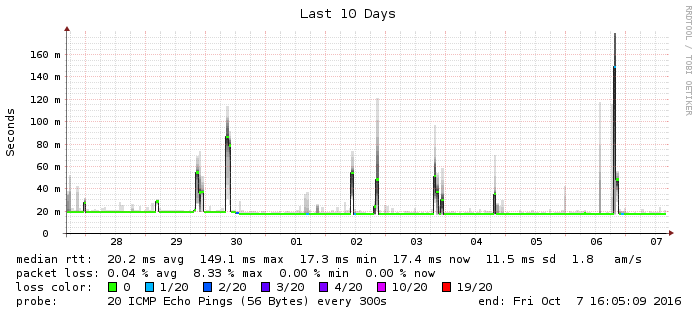 Last 10 Days
RRDTOOL / TOBI OETIKER
Seconds
160 m
140 m
120 m
100 m
80 m
60 m
40 m
20 m
0
28 29 30 01 02 03 04 05 06 07
median rtt: 20.2 ms avg 149.1 ms max 17.3 ms min 17.4 ms now 11.5 ms sd 1.8 am/s
packet loss: 0.04 % avg 8.33 % max 0.00 % min 0.00 % now
loss color: 0 1/20 2/20 3/20 4/20 10/20 19/20
probe: 20 ICMP Echo Pings (56 Bytes) every 300s end: Fri Oct 7 16:05:09 2016